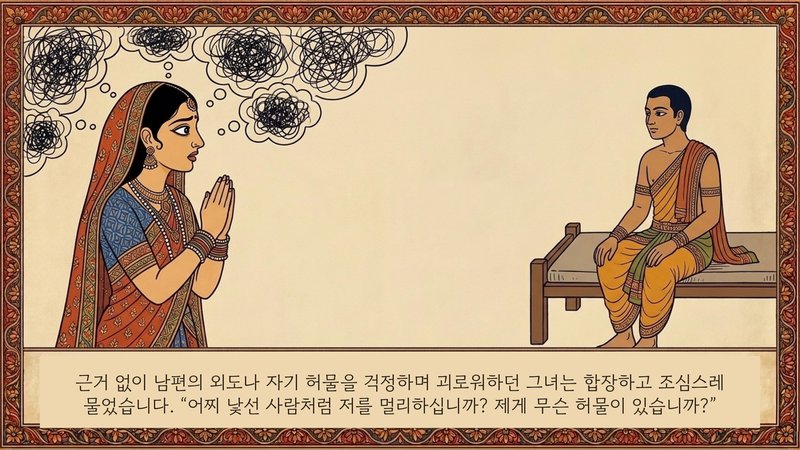 근거 없이 남편의 외도나 자기 허물을 걱정하며 괴로워하던 그녀는 합장하고 조심스레
물었습니다. “어찌 낯선 사람처럼 저를 멀리하십니까? 제게 무슨 허물이 있습니까?”